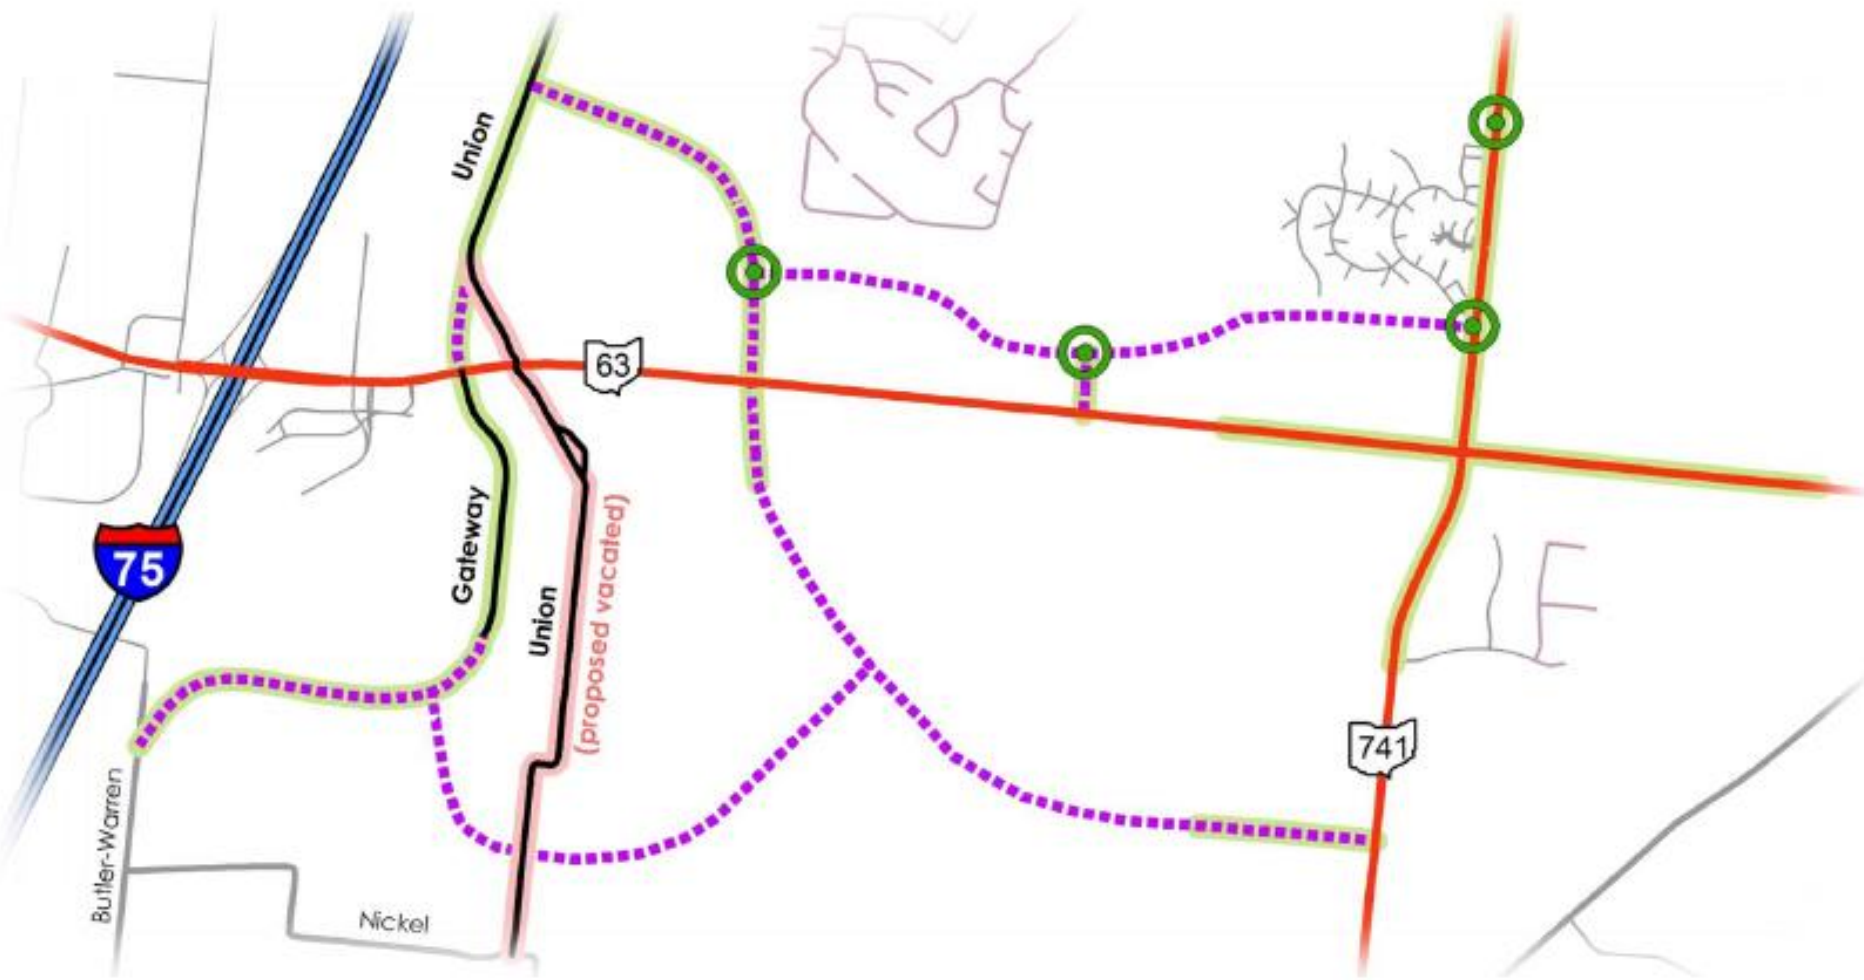 Union
63
75
Gateway
Union
(proposed vacated)
741
Butler-Warren
Nickel